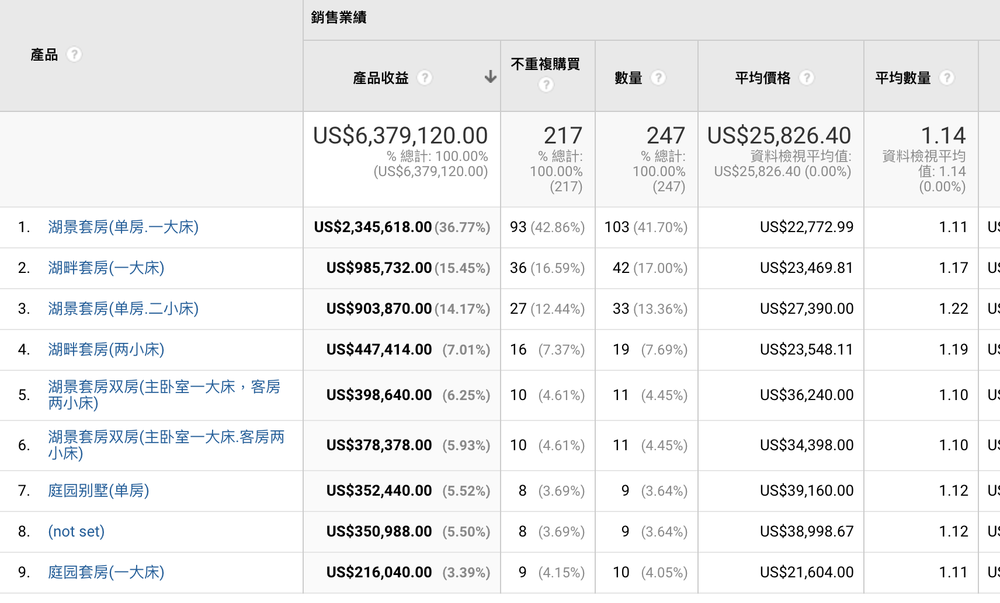 銷售業績
產品 ?
產品收益 ?
不重複購買 ?
數量 ?
平均價格 ?
平均數量 ?
US$6,379,120.00
% 總計: 100.00%
(US$6,379,120.00)
217
% 總計:
100.00%
(217)
247
% 總計:
100.00%
(247)
US$25,826.40
資料檢視平均值:
US$25,826.40 (0.00%)
1.14
資料檢視平均
值: 1.14
(0.00%)
1. 湖景套房(单房.一大床) US$2,345,618.00 (36.77%) 93 (42.86%) 103 (41.70%) US$22,772.99 1.11 US
2. 湖畔套房(一大床) US$985,732.00 (15.45%) 36 (16.59%) 42 (17.00%) US$23,469.81 1.17 US
3. 湖景套房(单房.二小床) US$903,870.00 (14.17%) 27 (12.44%) 33 (13.36%) US$27,390.00 1.22 US
4. 湖畔套房(两小床) US$447,414.00 (7.01%) 16 (7.37%) 19 (7.69%) US$23,548.11 1.19 US
5. 湖景套房双房(主卧室一大床，客房
两小床) US$398,640.00 (6.25%) 10 (4.61%) 11 (4.45%) US$36,240.00 1.10 US
6. 湖景套房双房(主卧室一大床.客房两
小床) US$378,378.00 (5.93%) 10 (4.61%) 11 (4.45%) US$34,398.00 1.10 US
7. 庭园别墅(单房) US$352,440.00 (5.52%) 8 (3.69%) 9 (3.64%) US$39,160.00 1.12 US
8. (not set) US$350,988.00 (5.50%) 8 (3.69%) 9 (3.64%) US$38,998.67 1.12 US
9. 庭园套房(一大床) US$216,040.00 (3.39%) 9 (4.15%) 10 (4.05%) US$21,604.00 1.11 US